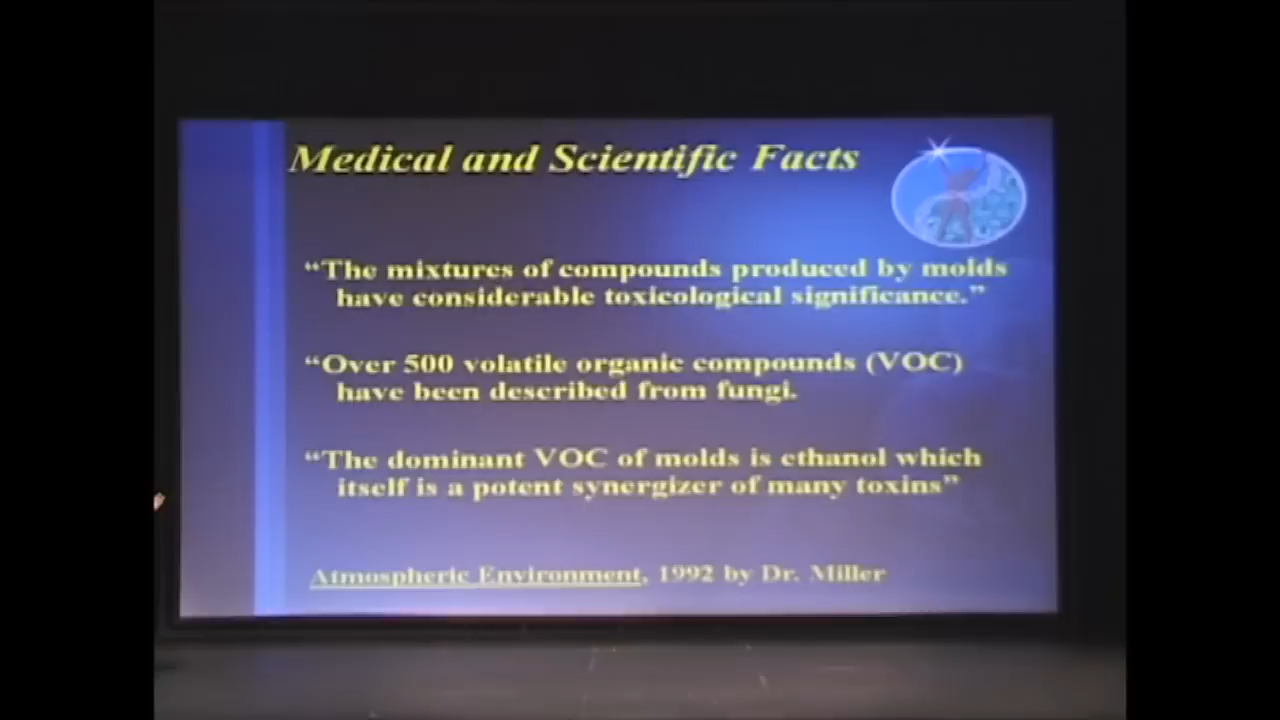 Medical and Scientific Facts
“The mixtures of compounds produced by molds
have considerable toxicological significance.”
“Over 500 volatile organic compounds (VOC)
have been described from fungi.
“The dominant VOC of molds is ethanol which
itself is a potent synergizer of many toxins”
Atmospheric Environment, 1992 by Dr. Miller